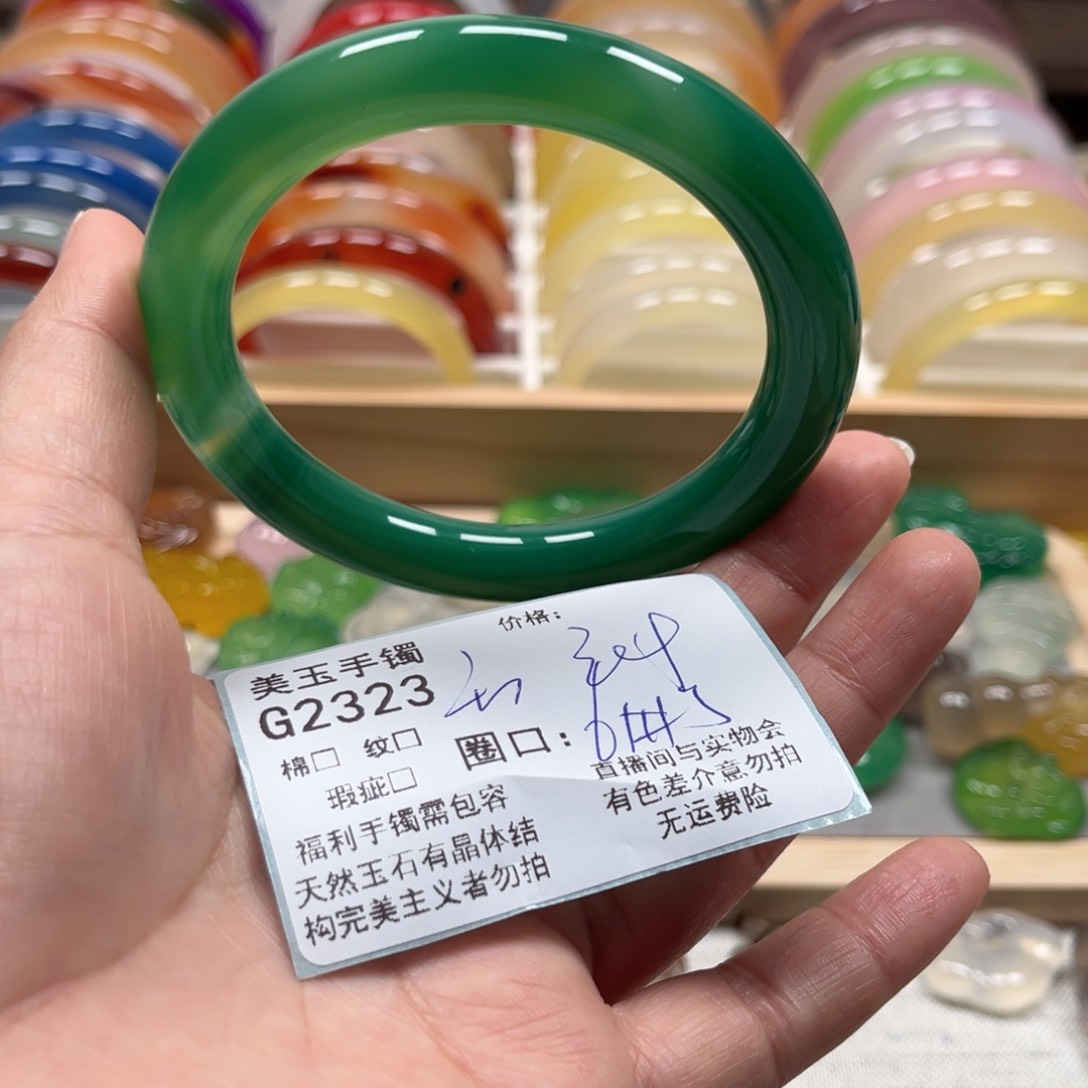 价格:
美玉手镯
G2323
棉□ 纹□ 圈口:
瑕疵□
福利手镯需包容
天然玉石有晶体结
构完美主义者勿拍
直播间与实物会
有色差介意勿拍
无运费险